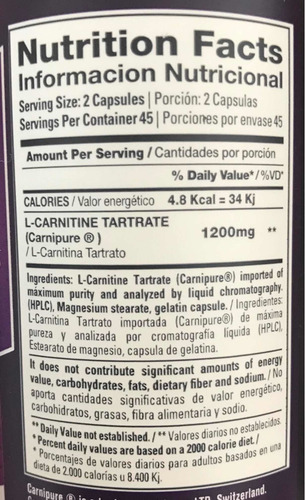 Nutrition Facts
Informacion Nutricional
Serving Size: 2 Capsules | Porción: 2 Capsulas
Servings Per Container 45 | Porciones por envase 45
Amount Per Serving / Cantidades por porción
% Daily Value* / %VD*
CALORIES / Valor energético 4.8 Kcal = 34 Kj
L-CARNITINE TARTRATE
(Carnipure ® ) 1200mg **
/ L-Carnitina Tartrato
Ingredients: L-Carnitine Tartrate (Carnipure®) imported of
máximum purity and analyzed by liquid chromatography.
(HPLC), Magnesium stearate, gelatin capsule. / Ingredientes:
L-Carnitina Tartrato importada (Carnipure®) de máxima
pureza y analizada por cromatografía líquida (HPLC),
Estearato de magnesio, capsula de gelatina.
It does not contribute significant amounts of energy
value, carbohydrates, fats, dietary fiber and sodium. / No
aporta cantidades significativas de valor energético,
carbohidratos, grasas, fibra alimentaria y sodio.
** Daily Value not established. / ** Valores diarios no establecidos.
* Percent daily values are based on a 2000 calorie diet. /
* Porcentajes de valores diarios para adultos basados en una
dieta de 2.000 calorías u 8.400 Kj.
Carnipure ® is LTD, Switzerland.